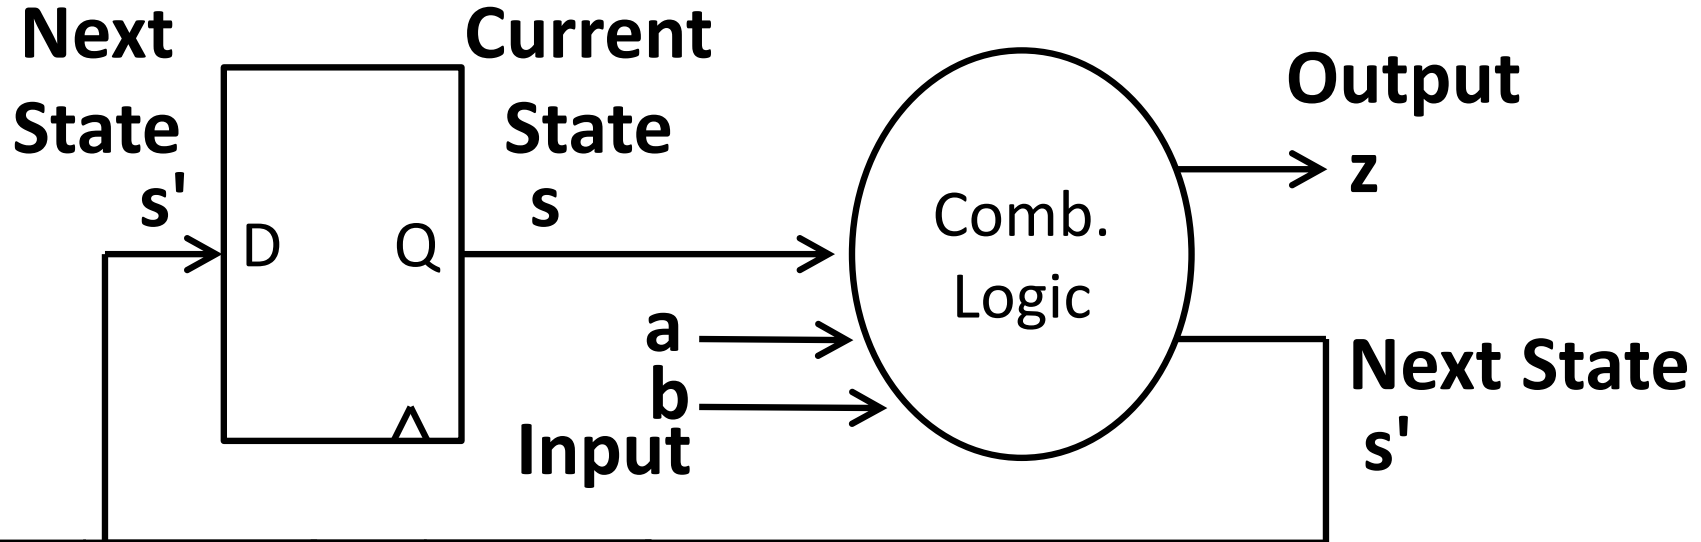 Next
State
s'
D
Q
Current
State
s
a
b
Input
Comb.
Logic
Output
z
Next State
s'